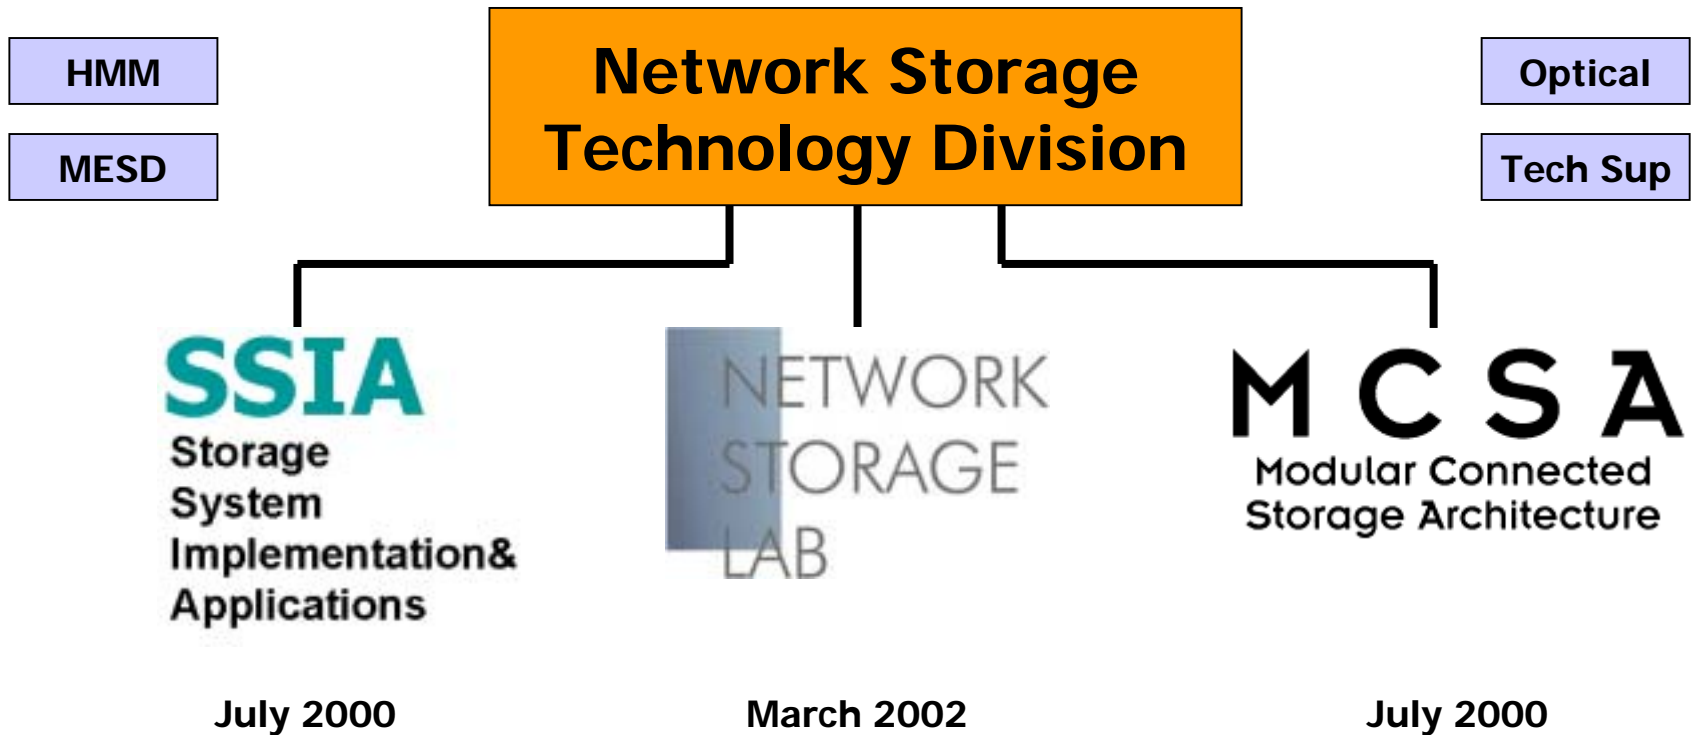 HMM
MESD
Network Storage
Technology Division
Optical
Tech Sup
SSIA
Storage
System
Implementation&
Applications
NETWORK
STORAGE
LAB
M C S A
Modular Connected
Storage Architecture
July 2000
March 2002
July 2000